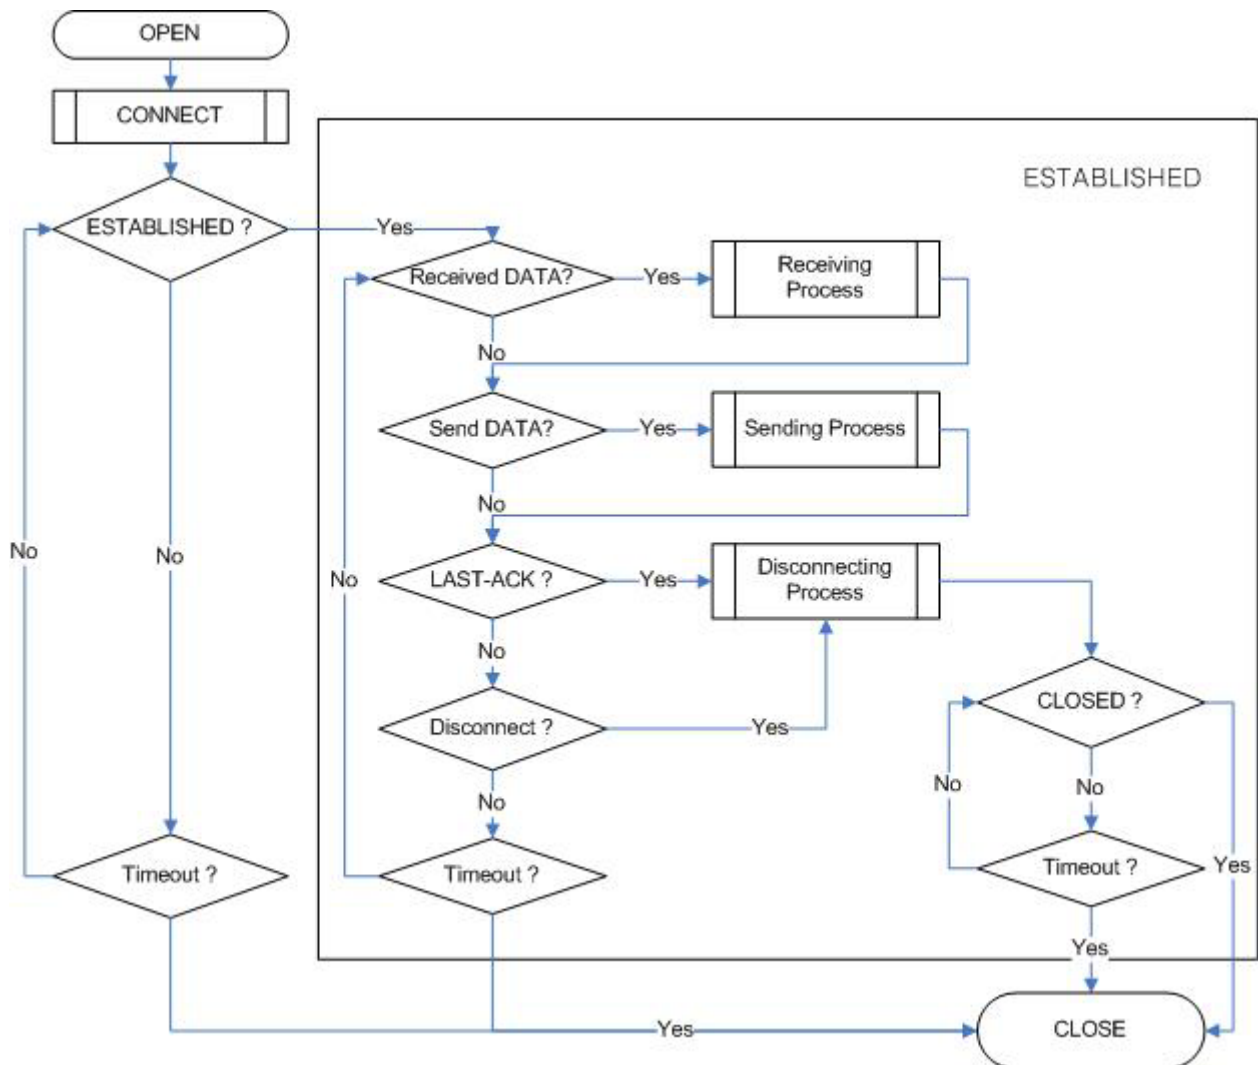 OPEN
CONNECT
ESTABLISHED
ESTABLISHED ?
Yes
Received DATA?
Yes
Receiving
Process
No
Send DATA?
Yes
Sending Process
No
No
No
No
LAST-ACK ?
Yes
Disconnecting
Process
No
CLOSED ?
Disconnect ?
Yes
No
No
No
Timeout ?
Timeout ?
Timeout ?
Yes
Yes
Yes
CLOSE